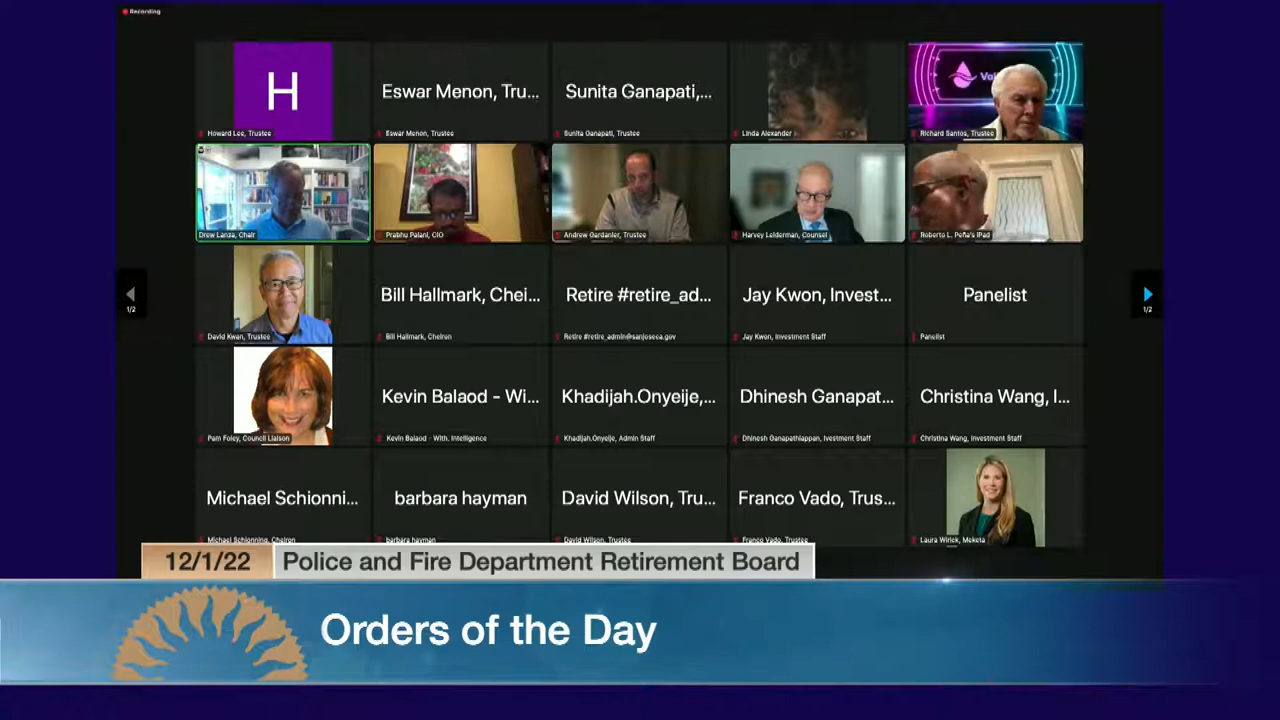 Recording
H
Howard Lee, Trustee
Eswar Menon, Tru...
Eswar Menon, Trustee
Sunita Ganapati,...
Sunita Ganapati, Trustee
Linda Alexander
Val
Richard Santos, Trustee
Drew Lanza, Chair
Prabhu Palani, CIO
Andrew Gardanier, Trustee
Harvey Leiderman, Counsel
Roberto L. Peña's iPad
1/2
1/2
David Kwan, Trustee
Bill Hallmark, Chei...
Bill Hallmark, Cheiron
Retire #retire_ad...
Retire #retire_admin@sanjoseca.gov
Jay Kwon, Invest...
Jay Kwon, Investment Staff
Panelist
Panelist
Pam Foley, Council Liaison
Kevin Balaod - Wi...
Kevin Balaod - With. Intelligence
Khadijah.Onyeije,...
Khadijah.Onyeije, Admin Staff
Dhinesh Ganapat...
Dhinesh Ganapathiappan, Ivestment Staff
Christina Wang, I...
Christina Wang, Investment Staff
Michael Schionni...
Michael Schionning, Cheiron
barbara hayman
barbara hayman
David Wilson, Tru...
David Wilson, Trustee
Franco Vado, Trus...
Franco Vado, Trustee
Laura Wirick, Meketa
12/1/22
Police and Fire Department Retirement Board
Orders of the Day